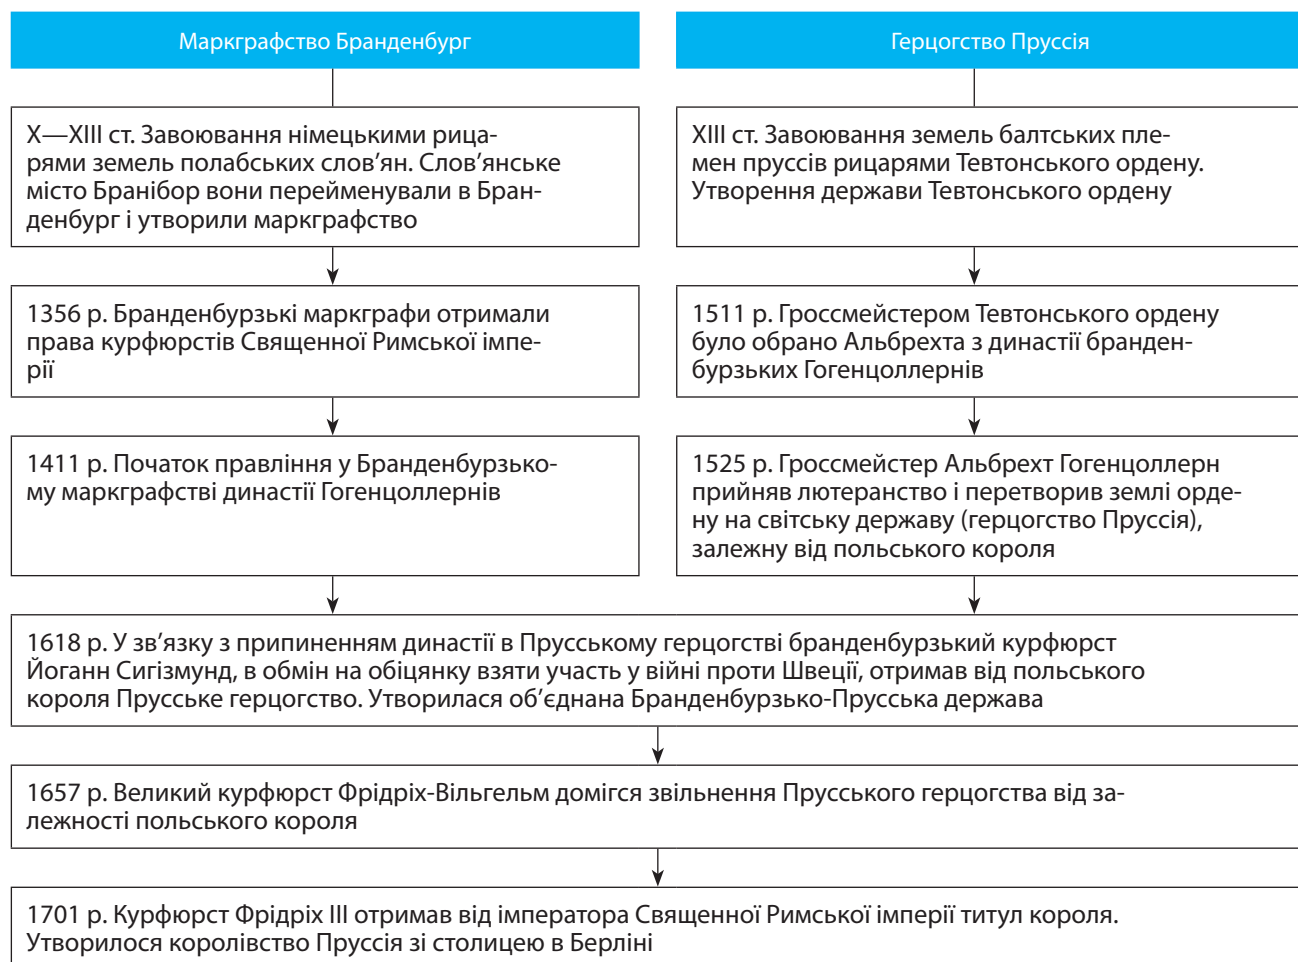 Маркграфство Бранденбург
Герцогство Пруссія
X—XIII ст. Завоювання німецькими рица-
рями земель полабських слов’ян. Слов’янське
місто Бранібор вони перейменували в Бран-
денбург і утворили маркграфство
XIII ст. Завоювання земель балтських пле-
мен пруссів рицарями Тевтонського ордену.
Утворення держави Тевтонського ордену
1356 р. Бранденбурзькі маркграфи отримали
права курфюрстів Священної Римської імпе-
рії
1511 р. Гроссмейстером Тевтонського ордену
було обрано Альбрехта з династії бранден-
бурзьких Гогенцоллернів
1411 р. Початок правління у Бранденбурзько-
му маркграфстві династії Гогенцоллернів
1525 р. Гроссмейстер Альбрехт Гогенцоллерн
прийняв лютеранство і перетворив землі орде-
ну на світську державу (герцогство Пруссія),
залежну від польського короля
1618 р. У зв’язку з припиненням династії в Прусському герцогстві бранденбурзький курфюрст
Йоганн Сигізмунд, в обмін на обіцянку взяти участь у війні проти Швеції, отримав від польського
короля Прусське герцогство. Утворилася об’єднана Бранденбурзько-Прусська держава
1657 р. Великий курфюрст Фрідріх-Вільгельм домігся звільнення Прусського герцогства від за-
лежності польського короля
1701 р. Курфюрст Фрідріх III отримав від імператора Священної Римської імперії титул короля.
Утворилося королівство Пруссія зі столицею в Берліні